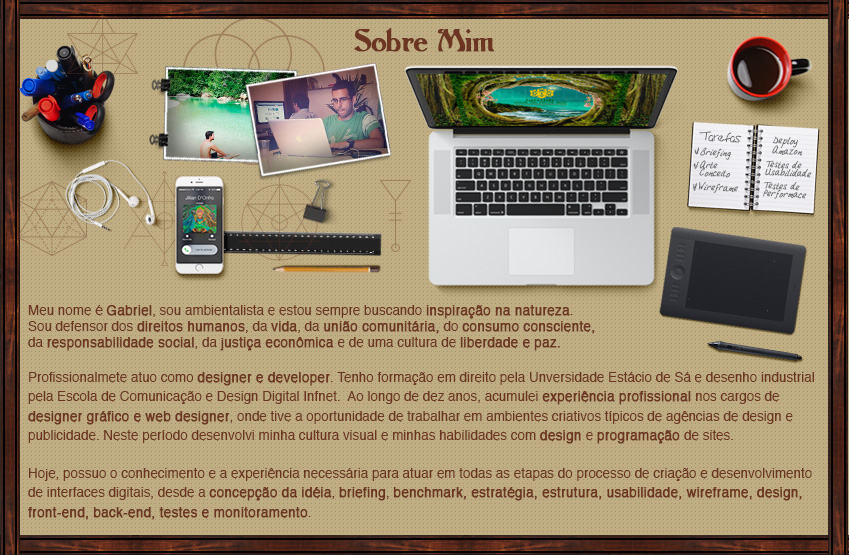 Sobre Mim
Tarefas
Briefing
Arte
Conceito
Wireframe
Deploy
Amazon
Testes de
Usabilidade
Testes de
Performace
Meu nome é Gabriel, sou ambientalista e estou sempre buscando inspiração na natureza.
Sou defensor dos direitos humanos, da vida, da união comunitária, do consumo consciente,
da responsabilidade social, da justiça econômica e de uma cultura de liberdade e paz.
Profissionalmete atuo como designer e developer. Tenho formação em direito pela Unversidade Estácio de Sá e desenho industrial
pela Escola de Comunicação e Design Digital Infnet. Ao longo de dez anos, acumulei experiência profissional nos cargos de
designer gráfico e web designer, onde tive a oportunidade de trabalhar em ambientes criativos típicos de agências de design e
publicidade. Neste período desenvolvi minha cultura visual e minhas habilidades com design e programação de sites.
Hoje, possuo o conhecimento e a experiência necessária para atuar em todas as etapas do processo de criação e desenvolvimento
de interfaces digitais, desde a concepção da idéia, briefing, benchmark, estratégia, estrutura, usabilidade, wireframe, design,
front-end, back-end, testes e monitoramento.